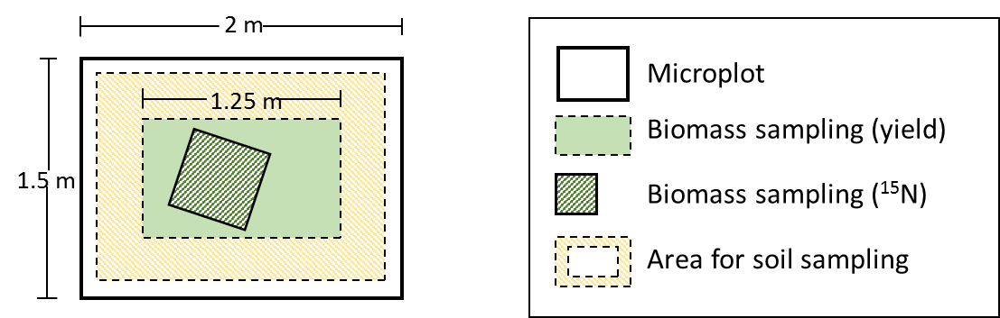 2 m
1.25 m
1.5 m
Microplot
Biomass sampling (yield)
Biomass sampling (¹⁵N)
Area for soil sampling